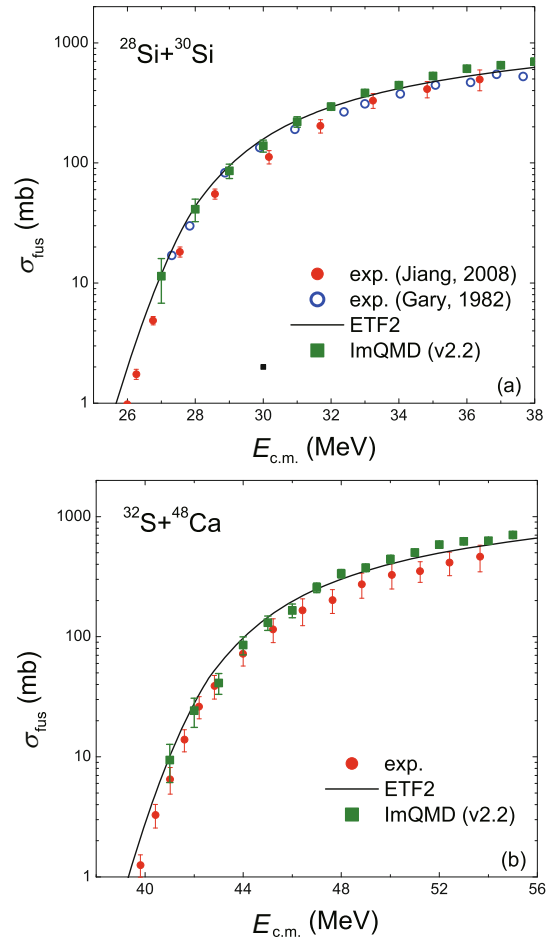 ²⁸Si+³⁰Si
1000
100
10
1
σfus (mb)
exp. (Jiang, 2008)
exp. (Gary, 1982)
ETF2
ImQMD (v2.2)
(a)
26 28 30 32 34 36 38
Ec.m. (MeV)
³²S+⁴⁸Ca
1000
100
10
1
σfus (mb)
exp.
ETF2
ImQMD (v2.2)
(b)
40 44 48 52 56
Ec.m. (MeV)